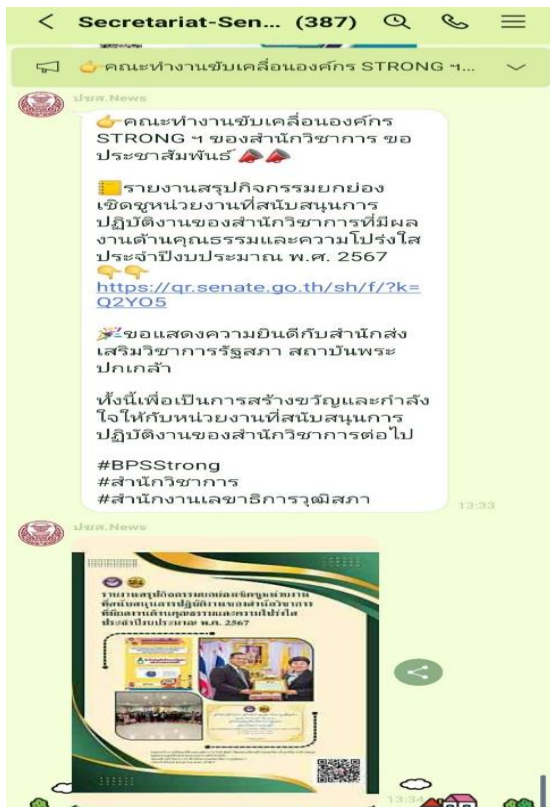 Secretariat-Sen... (387)
👉คณะทำงานขับเคลื่อนองค์กร STRONG ฯ...
ปขส.News
👉คณะทำงานขับเคลื่อนองค์กร
STRONG ฯ ของสำนักวิชาการ ขอ
ประชาสัมพันธ์ 📣📣
📒รายงานสรุปกิจกรรมยกย่อง
เชิดชูหน่วยงานที่สนับสนุนการ
ปฏิบัติงานของสำนักวิชาการที่มีผล
งานด้านคุณธรรมและความโปร่งใส
ประจำปีงบประมาณ พ.ศ. 2567
👇👇
https://qr.senate.go.th/sh/f/?k=
Q2YO5
🎉ขอแสดงความยินดีกับสำนักส่ง
เสริมวิชาการรัฐสภา สถาบันพระ
ปกเกล้า
ทั้งนี้เพื่อเป็นการสร้างขวัญและกำลัง
ใจให้กับหน่วยงานที่สนับสนุนการ
ปฏิบัติงานของสำนักวิชาการต่อไป
#BPSStrong
#สำนักวิชาการ
#สำนักงานเลขาธิการวุฒิสภา
13:33
ปขส.News
รายงานสรุปกิจกรรมยกย่องเชิดชูหน่วยงาน
ที่สนับสนุนการปฏิบัติงานของสำนักวิชาการ
ที่มีผลงานด้านคุณธรรมและความโปร่งใส
ประจำปีงบประมาณ พ.ศ. 2567
13:34